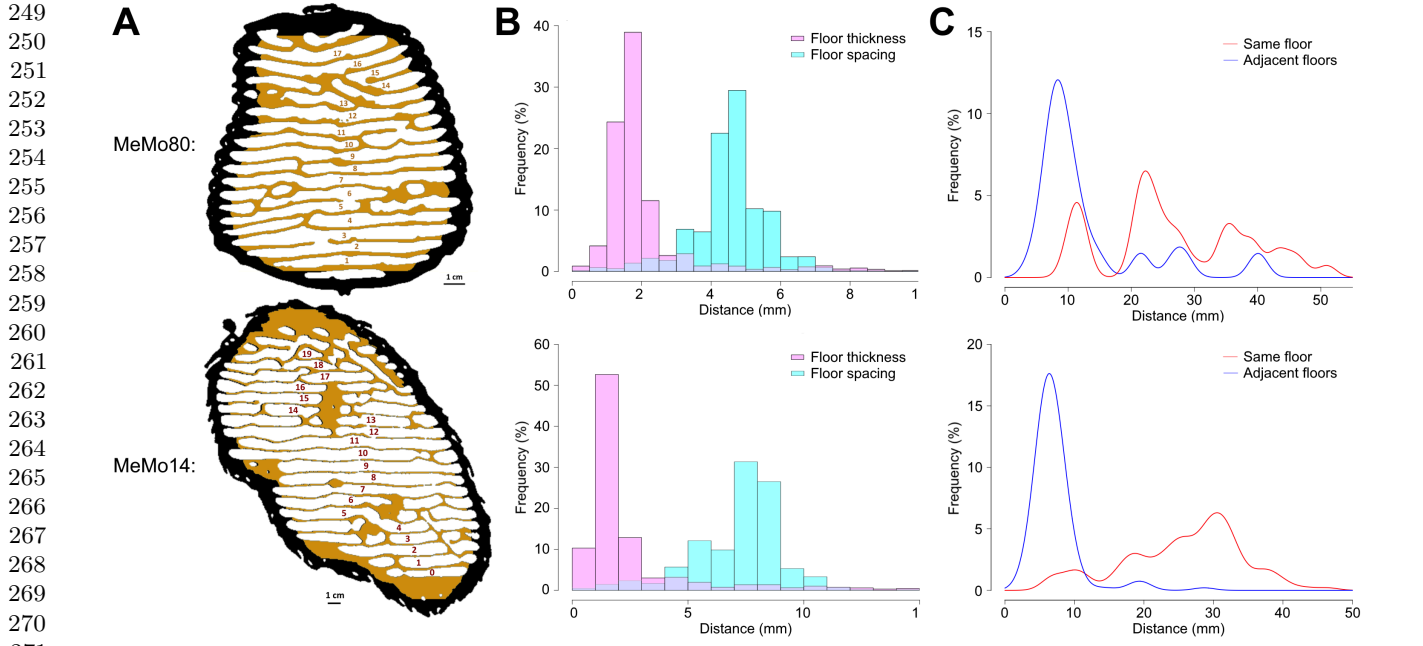 249
250
251
252
253
254
255
256
257
258
259
260
261
262
263
264
265
266
267
268
269
270
A
MeMo80:
17
16
15
14
13
12
11
10
9
8
7
6
5
4
3
2
1
1 cm
MeMo14:
19
18
17
16
15
14
13
12
11
10
9
8
7
6
5
4
3
2
1
0
1 cm
B
Floor thickness
Floor spacing
Frequency (%)
40
30
20
10
0
0 2 4 6 8 1
Distance (mm)
Floor thickness
Floor spacing
Frequency (%)
60
50
40
30
20
10
0
0 5 10 1
Distance (mm)
C
Same floor
Adjacent floors
Frequency (%)
15
10
5
0
0 10 20 30 40 50
Distance (mm)
Same floor
Adjacent floors
Frequency (%)
20
15
10
5
0
0 10 20 30 40 50
Distance (mm)